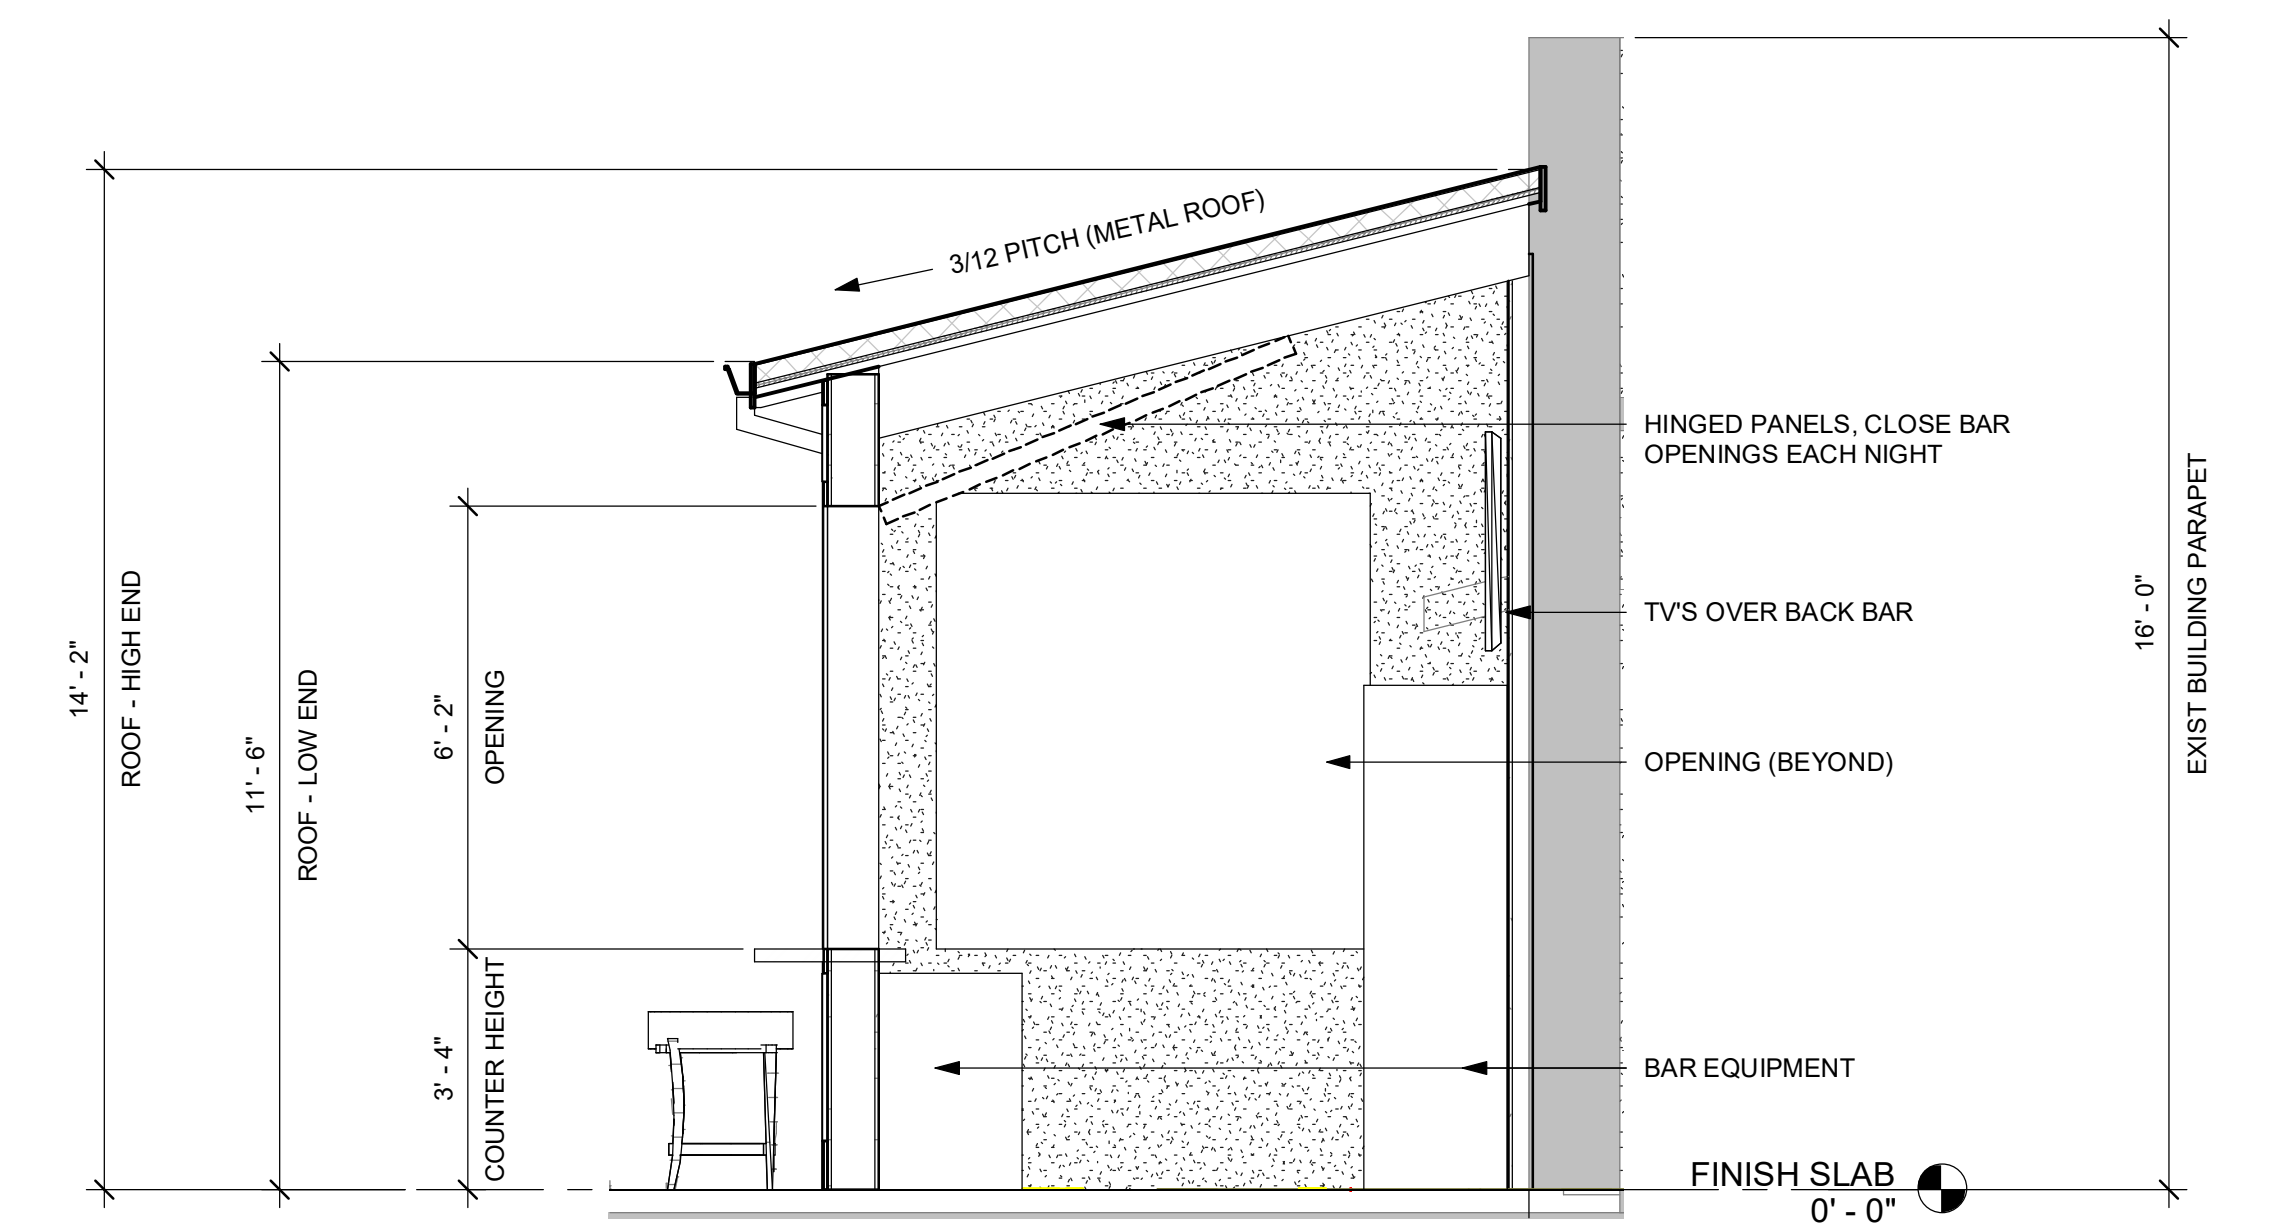 3/12 PITCH (METAL ROOF)
14' - 2"
ROOF - HIGH END
11' - 6"
ROOF - LOW END
6' - 2"
OPENING
3' - 4"
COUNTER HEIGHT
HINGED PANELS, CLOSE BAR
OPENINGS EACH NIGHT
TV'S OVER BACK BAR
OPENING (BEYOND)
BAR EQUIPMENT
16' - 0"
EXIST BUILDING PARAPET
FINISH SLAB
0' - 0"